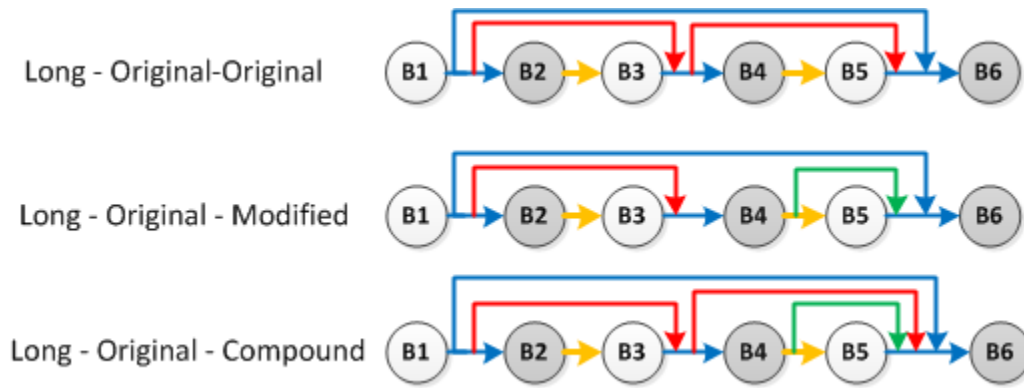 Long - Original-Original B1 B2 B3 B4 B5 B6
Long - Original - Modified B1 B2 B3 B4 B5 B6
Long - Original - Compound B1 B2 B3 B4 B5 B6